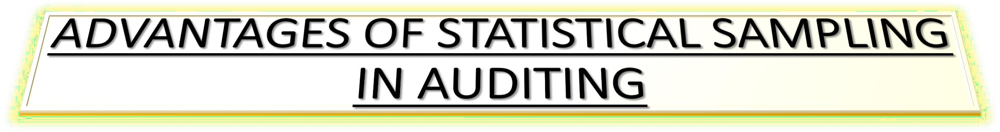 ADVANTAGES OF STATISTICAL SAMPLING
IN AUDITING